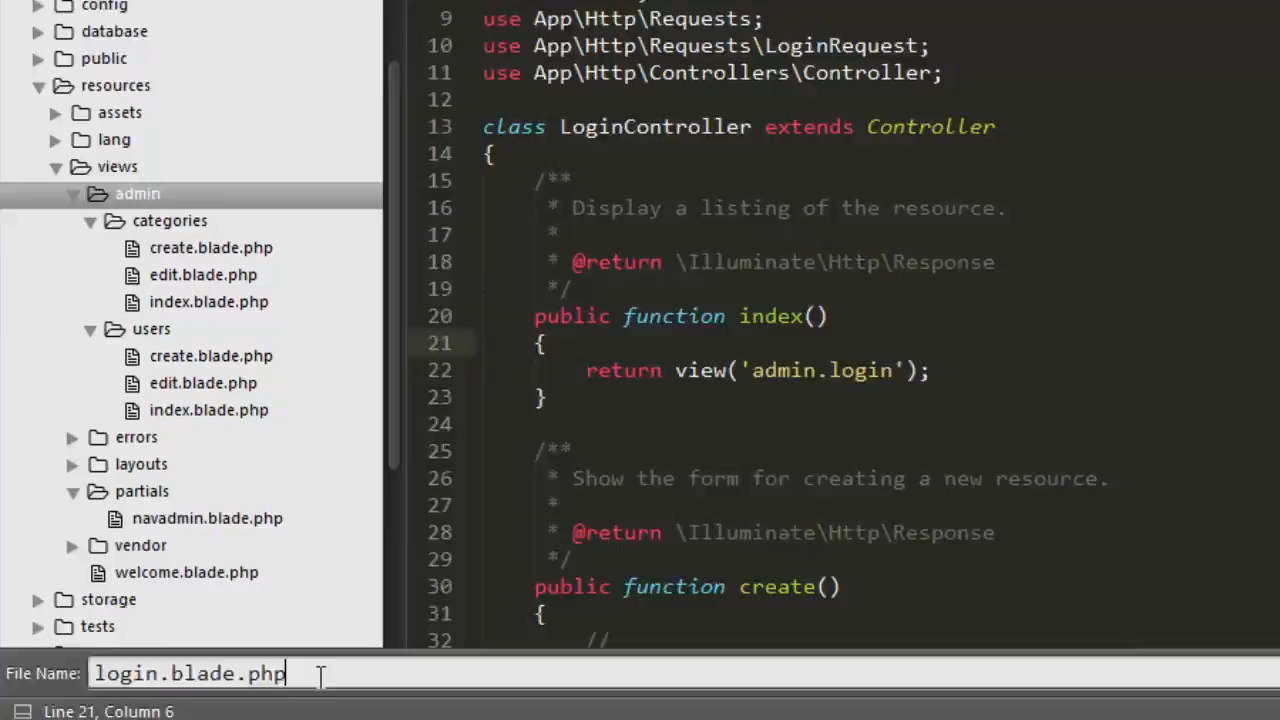 config
database
public
resources
assets
lang
views
admin
categories
create.blade.php
edit.blade.php
index.blade.php
users
create.blade.php
edit.blade.php
index.blade.php
errors
layouts
partials
navadmin.blade.php
vendor
welcome.blade.php
storage
tests
9 use App\Http\Requests;
10 use App\Http\Requests\LoginRequest;
11 use App\Http\Controllers\Controller;
12
13 class LoginController extends Controller
14 {
15 /**
16 * Display a listing of the resource.
17 *
18 * @return \Illuminate\Http\Response
19 */
20 public function index()
21 {
22 return view('admin.login');
23 }
24
25 /**
26 * Show the form for creating a new resource.
27 *
28 * @return \Illuminate\Http\Response
29 */
30 public function create()
31 {
32 //
File Name: login.blade.php
Line 21, Column 6